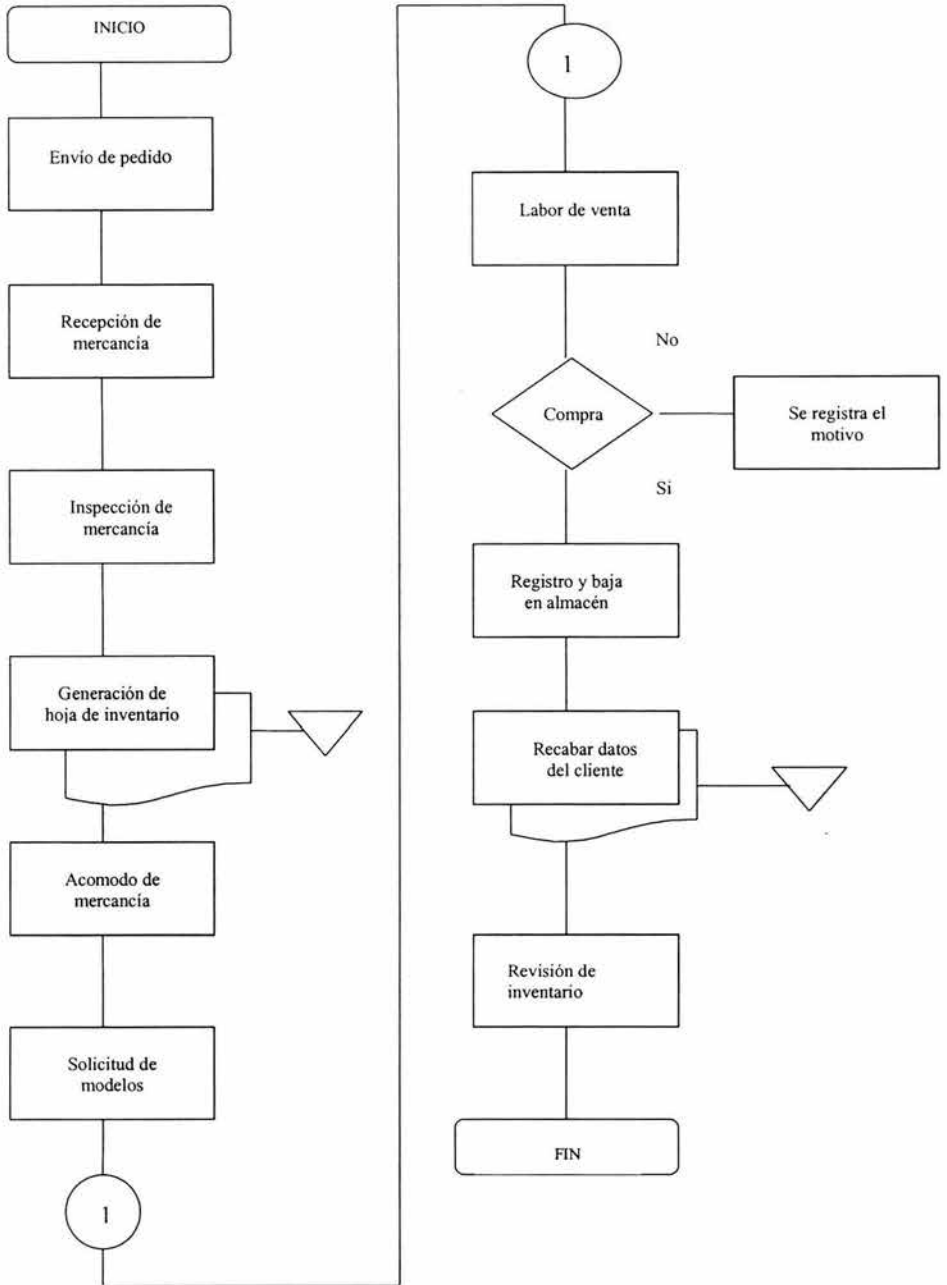 INICIO
Envío de pedido
Recepción de
mercancía
Inspección de
mercancía
Generación de
hoja de inventario
Acomodo de
mercancía
Solicitud de
modelos
1
1
Labor de venta
No
Compra
Se registra el
motivo
Si
Registro y baja
en almacén
Recabar datos
del cliente
Revisión de
inventario
FIN